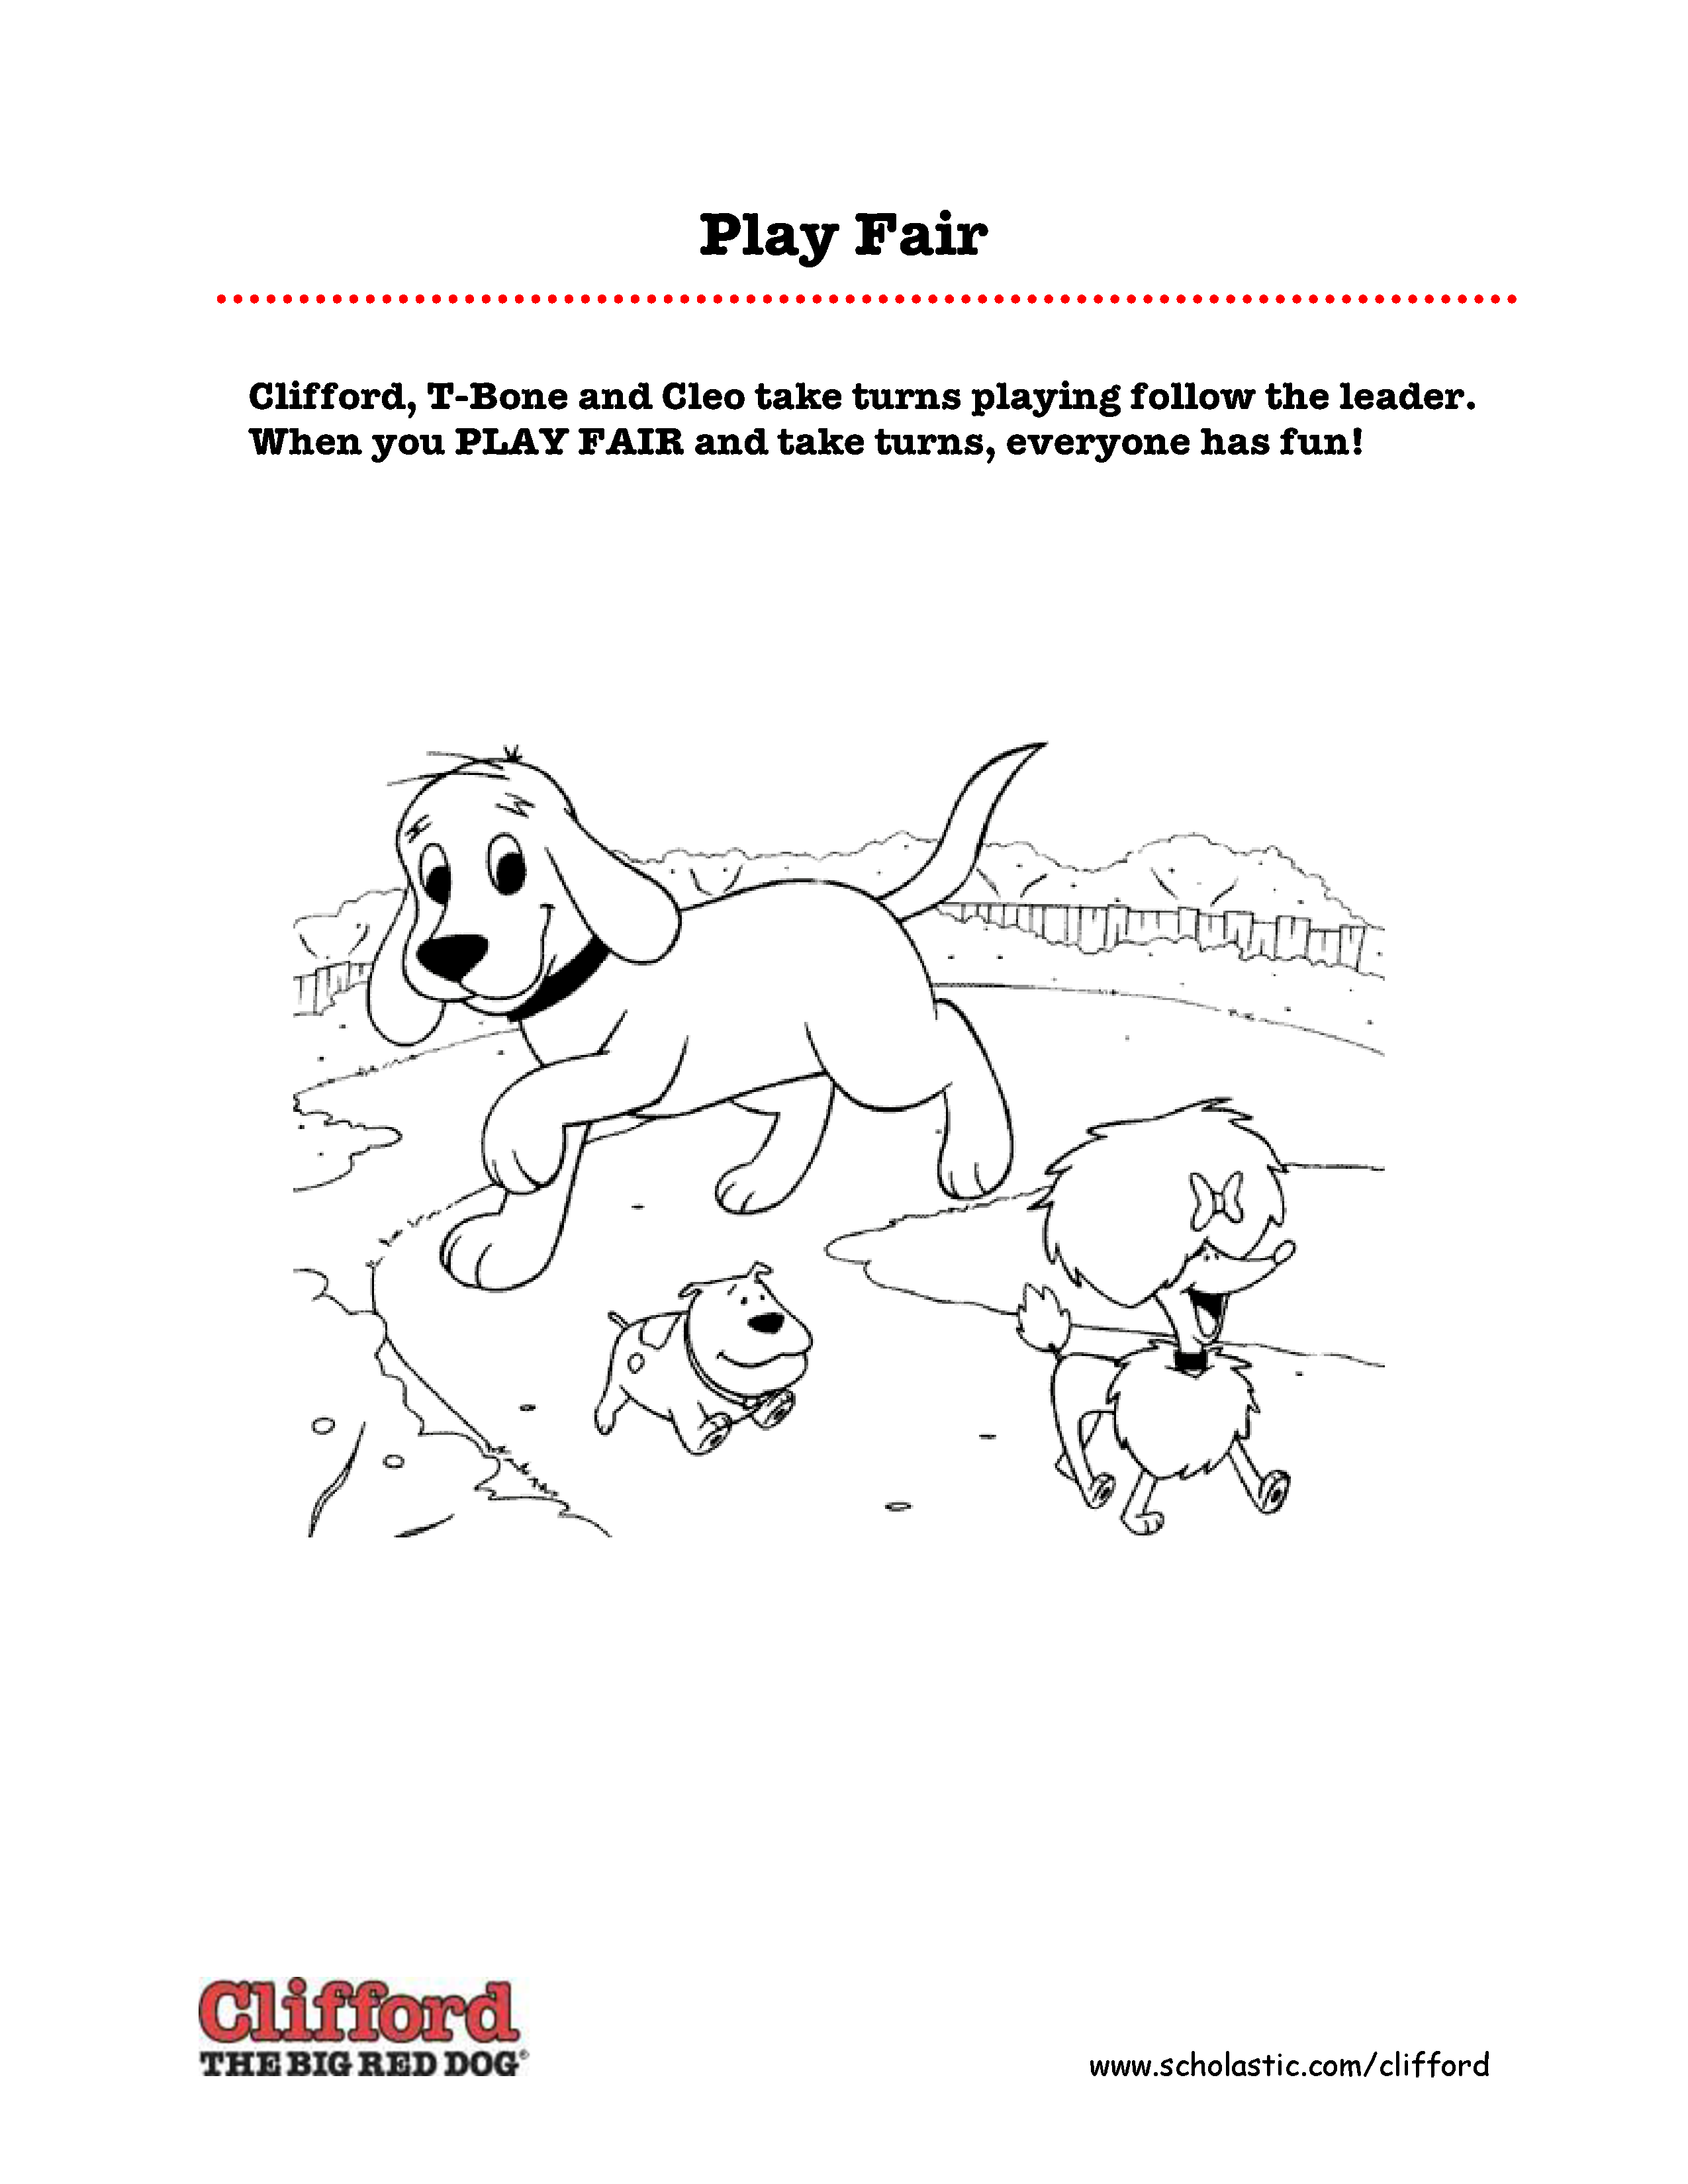 Play Fair
Clifford, T-Bone and Cleo take turns playing follow the leader.
When you PLAY FAIR and take turns, everyone has fun!
Clifford
THE BIG RED DOG®
www.scholastic.com/clifford